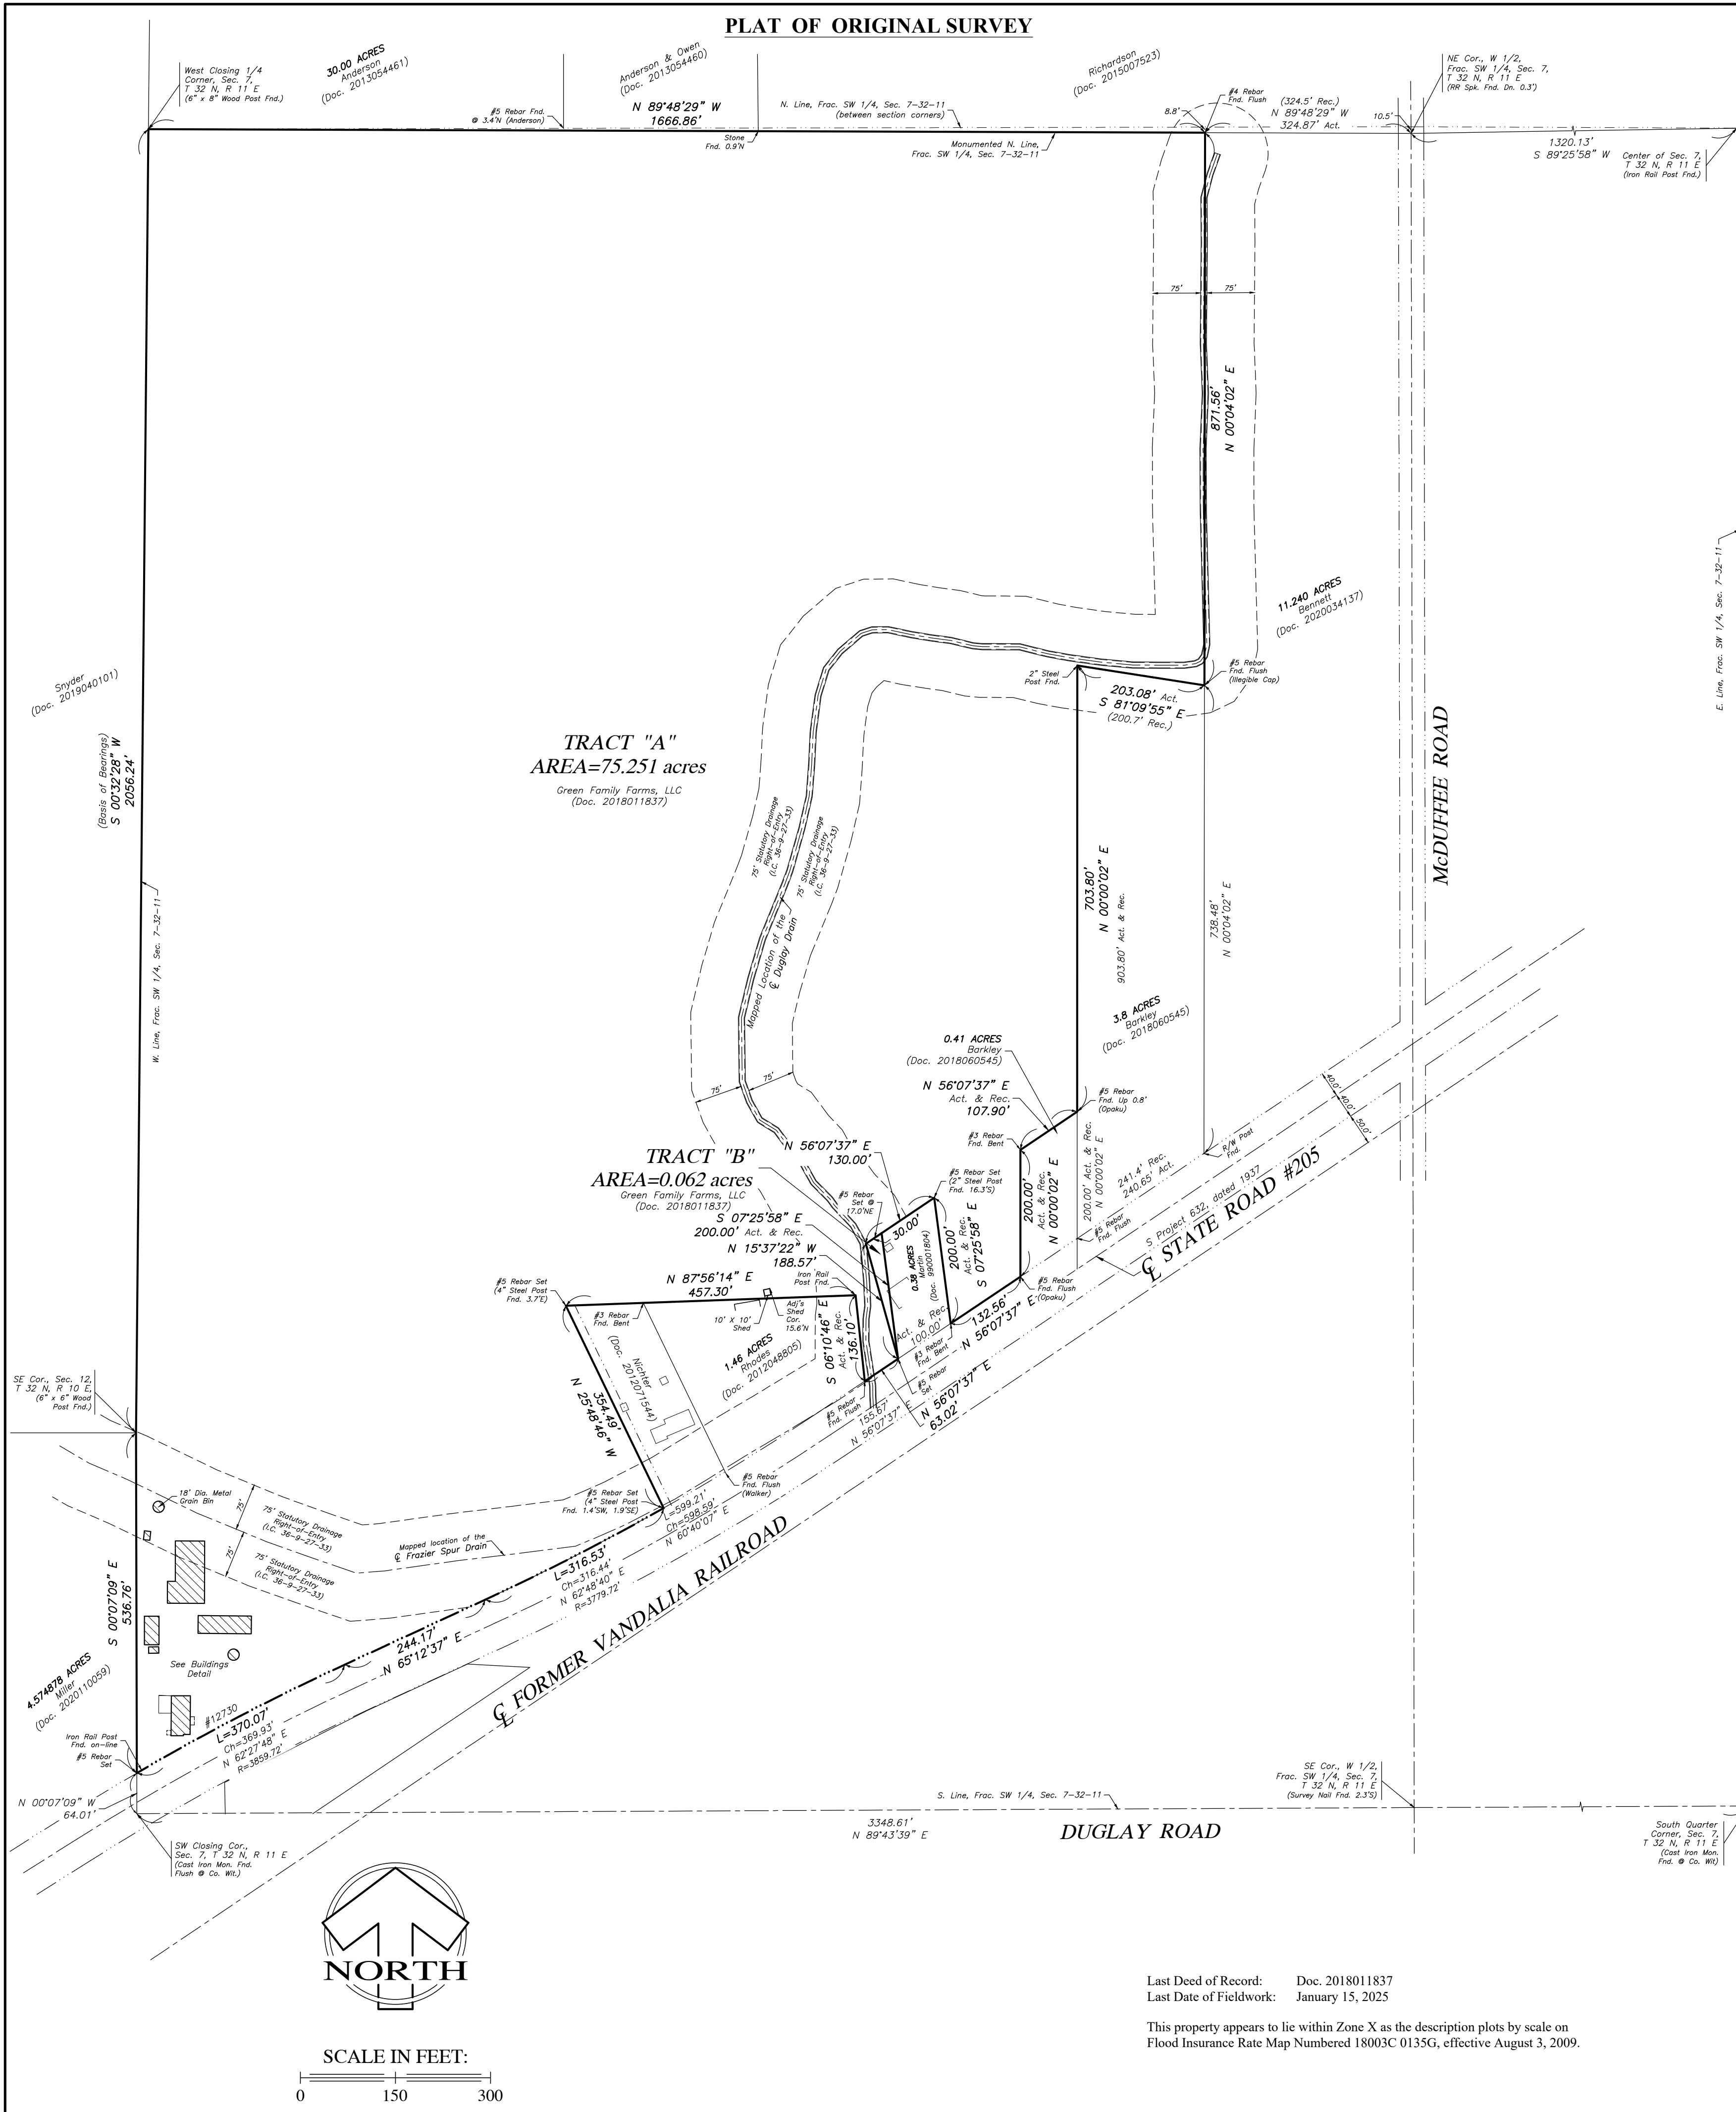 PLAT OF ORIGINAL SURVEY
West Closing 1/4
Corner, Sec. 7,
T 32 N, R 11 E
(6" x 8" Wood Post Fnd.)
30.00 ACRES
Anderson
(Doc. 2013054461)
#5 Rebar Fnd.
@ 3.4'N (Anderson)
Anderson & Owen
(Doc. 2013054460)
N 89°48'29" W
1666.86'
Stone
Fnd. 0.9'N
N. Line, Frac. SW 1/4, Sec. 7-32-11
(between section corners)
Monumented N. Line,
Frac. SW 1/4, Sec. 7-32-11
Richardson
(Doc. 2015007523)
8.8'
#4 Rebar
Fnd. Flush
(324.5' Rec.)
N 89°48'29" W
324.87' Act.
10.5'
NE Cor., W 1/2,
Frac. SW 1/4, Sec. 7,
T 32 N, R 11 E
(RR Spk. Fnd. Dn. 0.3')
1320.13'
S 89°25'58" W
Center of Sec. 7,
T 32 N, R 11 E
(Iron Rail Post Fnd.)
75'
75'
871.56'
N 00°04'02" E
E. Line, Frac. SW 1/4, Sec. 7-32-11
11.240 ACRES
Bennett
(Doc. 2020034137)
2" Steel
Post Fnd.
#5 Rebar
Fnd. Flush
(Illegible Cap)
203.08' Act.
S 81°09'55" E
(200.7' Rec.)
Snyder
(Doc. 2019040101)
(Basis of Bearings)
S 00°32'28" W
2056.24'
W. Line, Frac. SW 1/4, Sec. 7-32-11
TRACT "A"
AREA=75.251 acres
Green Family Farms, LLC
(Doc. 2018011837)
75' Statutory Drainage
Right-of-Entry
(I.C. 36-9-27-33)
75' Statutory Drainage
Right-of-Entry
(I.C. 36-9-27-33)
Mapped Location of the
℄ Duglay Drain
McDUFFEE ROAD
703.80'
N 00°00'02" E
903.80' Act. & Rec.
738.48'
N 00°04'02" E
3.8 ACRES
Barkley
(Doc. 2018060545)
0.41 ACRES
Barkley
(Doc. 2018060545)
N 56°07'37" E
Act. & Rec.
107.90'
#5 Rebar
Fnd. Up 0.8'
(Opaku)
#3 Rebar
Fnd. Bent
75'
75'
40.0'
40.0'
50.0'
N 56°07'37" E
130.00'
TRACT "B"
AREA=0.062 acres
Green Family Farms, LLC
(Doc. 2018011837)
S 07°25'58" E
200.00' Act. & Rec.
N 15°37'22" W
188.57'
#5 Rebar
Set @
17.0'NE
#5 Rebar Set
(2" Steel Post
Fnd. 16.3'S)
30.00'
0.38 ACRES
Martin
(Doc. 990001804)
200.00'
Act. & Rec.
S 07°25'58" E
200.00'
Act. & Rec.
N 00°00'02" E
200.00' Act. & Rec.
N 00°00'02" E
R/W Post
Fnd.
241.4' Rec.
240.65' Act.
#5 Rebar
Fnd. Flush
S Project 632, dated 1937
℄ STATE ROAD #205
#5 Rebar
Fnd. Flush
(Opaku)
132.56'
N 56°07'37" E
Act. & Rec.
100.00'
#3 Rebar
Fnd. Bent
#5 Rebar
Set
N 56°07'37" E
63.02'
155.67'
N 56°07'37" E
#5 Rebar
Fnd. Flush
Iron Rail
Post Fnd.
S 06°10'46" E
Act. & Rec.
136.10'
N 87°56'14" E
457.30'
#5 Rebar Set
(4" Steel Post
Fnd. 3.7'E)
#3 Rebar
Fnd. Bent
10' X 10'
Shed
Adj's
Shed
Cor.
15.6'N
1.46 ACRES
Rhodes
(Doc. 2012048805)
Nichter
(Doc. 2012071544)
354.49'
N 25°48'46" W
#5 Rebar
Fnd. Flush
(Walker)
#5 Rebar Set
(4" Steel Post
Fnd. 1.4'SW, 1.9'SE)
L=599.21'
Ch=598.59'
N 60°40'07" E
SE Cor., Sec. 12,
T 32 N, R 10 E,
(6" x 6" Wood
Post Fnd.)
18' Dia. Metal
Grain Bin
75'
75'
75' Statutory Drainage
Right-of-Entry
(I.C. 36-9-27-33)
75' Statutory Drainage
Right-of-Entry
(I.C. 36-9-27-33)
Mapped location of the
℄ Frazier Spur Drain
L=316.53'
Ch=316.44'
N 62°48'40" E
R=3779.72'
244.17'
N 65°12'37" E
℄ FORMER VANDALIA RAILROAD
S 00°07'09" E
536.76'
See Buildings
Detail
4.574878 ACRES
Miller
(Doc. 2020110059)
#12730
L=370.07'
Ch=369.93'
N 62°27'48" E
R=3859.72'
Iron Rail Post
Fnd. on-line
#5 Rebar
Set
N 00°07'09" W
64.01'
SW Closing Cor.,
Sec. 7, T 32 N, R 11 E
(Cast Iron Mon. Fnd.
Flush @ Co. Wit.)
S. Line, Frac. SW 1/4, Sec. 7-32-11
3348.61'
N 89°43'39" E
DUGLAY ROAD
SE Cor., W 1/2,
Frac. SW 1/4, Sec. 7,
T 32 N, R 11 E
(Survey Nail Fnd. 2.3'S)
South Quarter
Corner, Sec. 7,
T 32 N, R 11 E
(Cast Iron Mon.
Fnd. @ Co. Wit)
NORTH
SCALE IN FEET:
0 150 300
Last Deed of Record: Doc. 2018011837
Last Date of Fieldwork: January 15, 2025
This property appears to lie within Zone X as the description plots by scale on
Flood Insurance Rate Map Numbered 18003C 0135G, effective August 3, 2009.